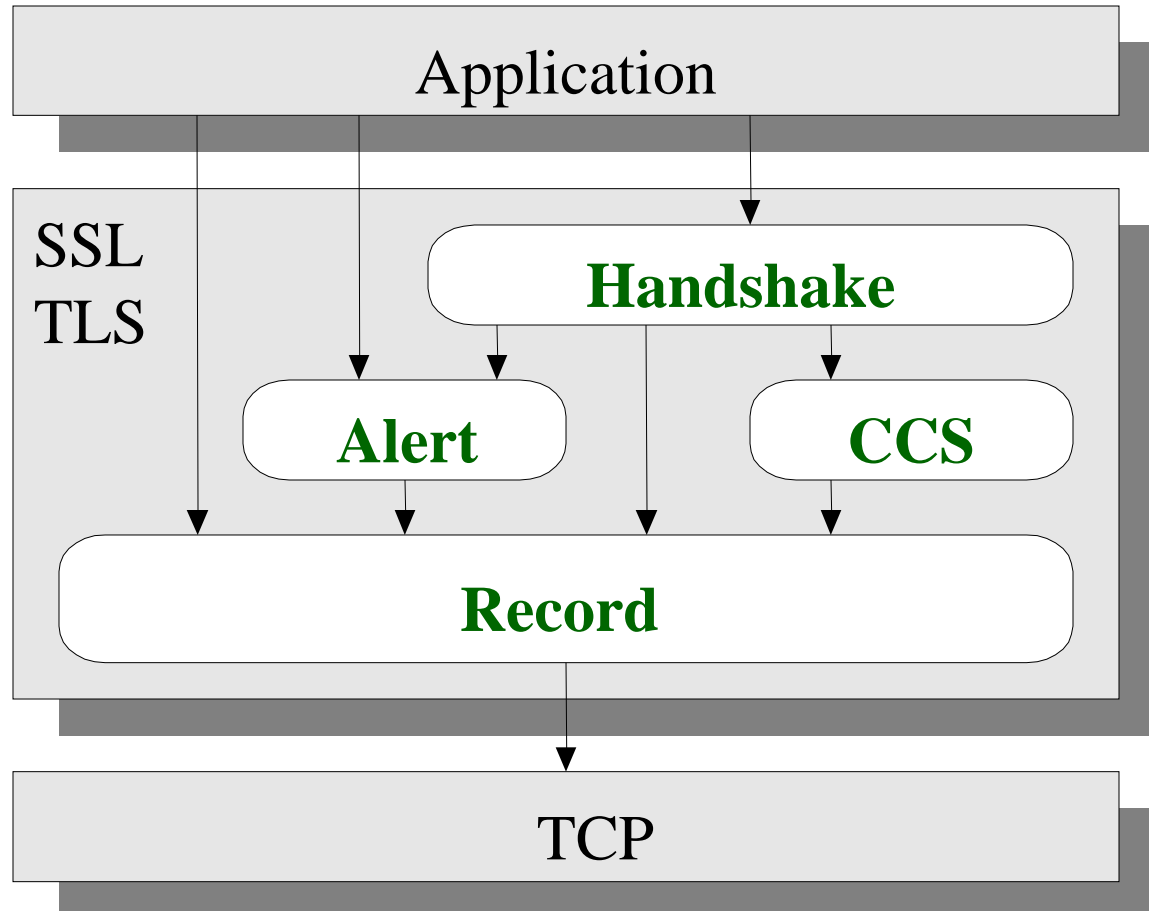 Application
SSL
TLS
Handshake
Alert
CCS
Record
TCP